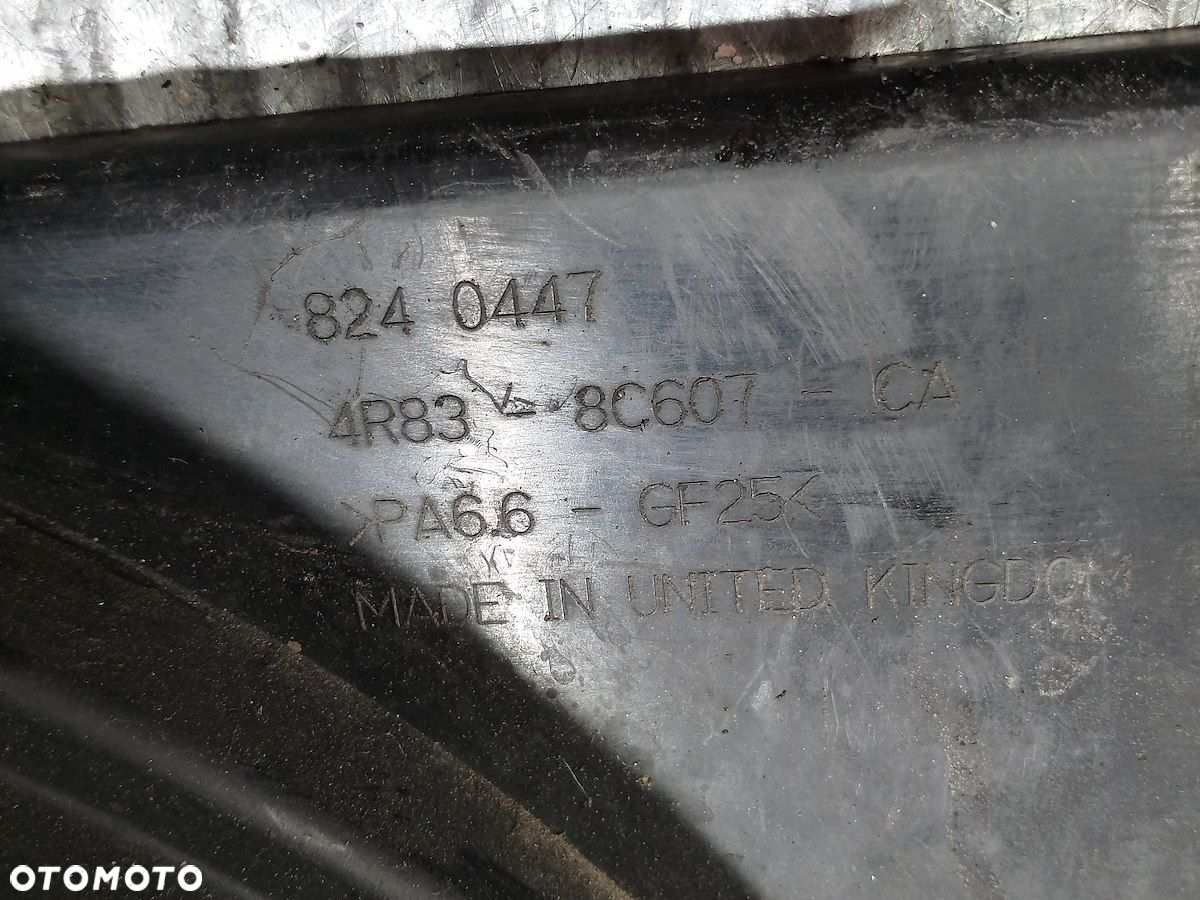 824 0447
4R83 - 8C607 - CA
>PA6.6 - GF25<
MADE IN UNITED KINGDOM
OTOMOTO